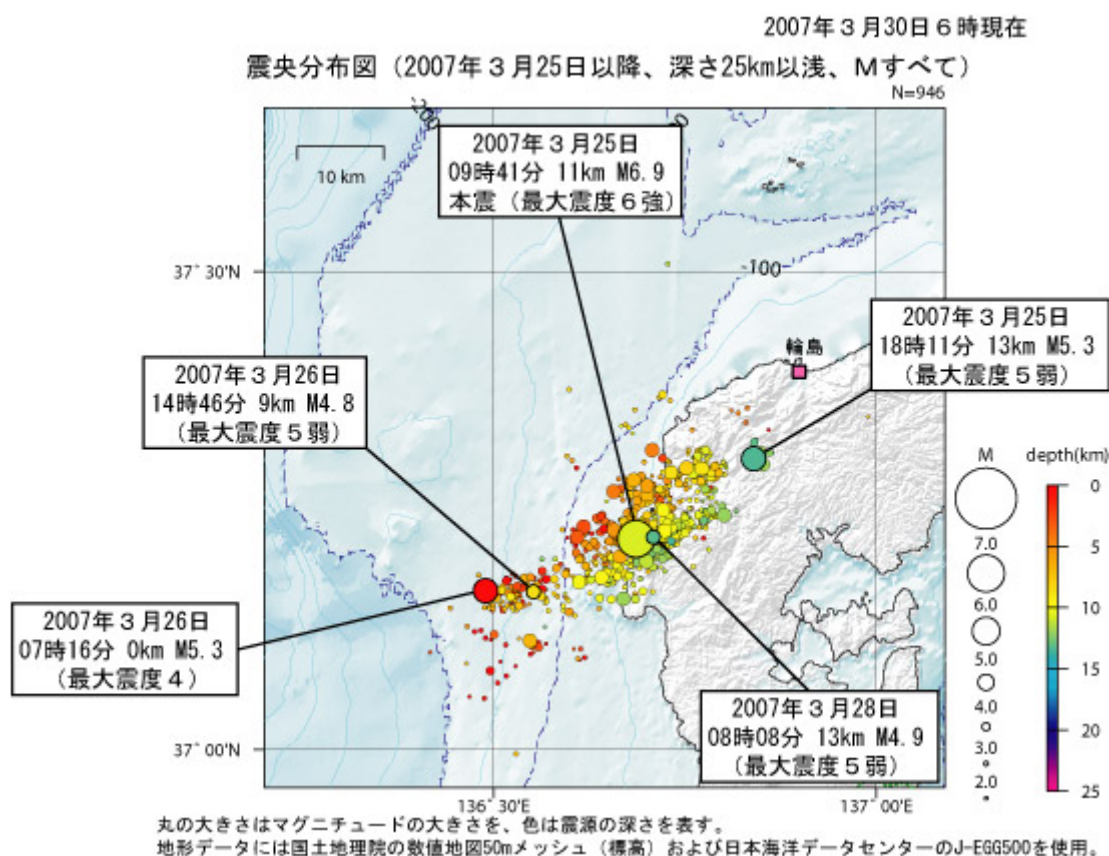 2007年３月30日６時現在
震央分布図（2007年３月25日以降、深さ25km以浅、Ｍすべて）
N=946
-200
10 km
2007年３月25日
09時41分 11km M6.9
本震（最大震度６強）
37ﾟ 30'N
-100
2007年３月25日
18時11分 13km M5.3
（最大震度５弱）
輪島
2007年３月26日
14時46分 9km M4.8
（最大震度５弱）
M
7.0
6.0
5.0
4.0
3.0
2.0
depth(km)
0
5
10
15
20
25
2007年３月26日
07時16分 0km M5.3
（最大震度４）
2007年３月28日
08時08分 13km M4.9
（最大震度５弱）
37ﾟ 00'N
136ﾟ30'E
137ﾟ00'E
丸の大きさはマグニチュードの大きさを、色は震源の深さを表す。
地形データには国土地理院の数値地図50mメッシュ（標高）および日本海洋データセンターのJ-EGG500を使用。